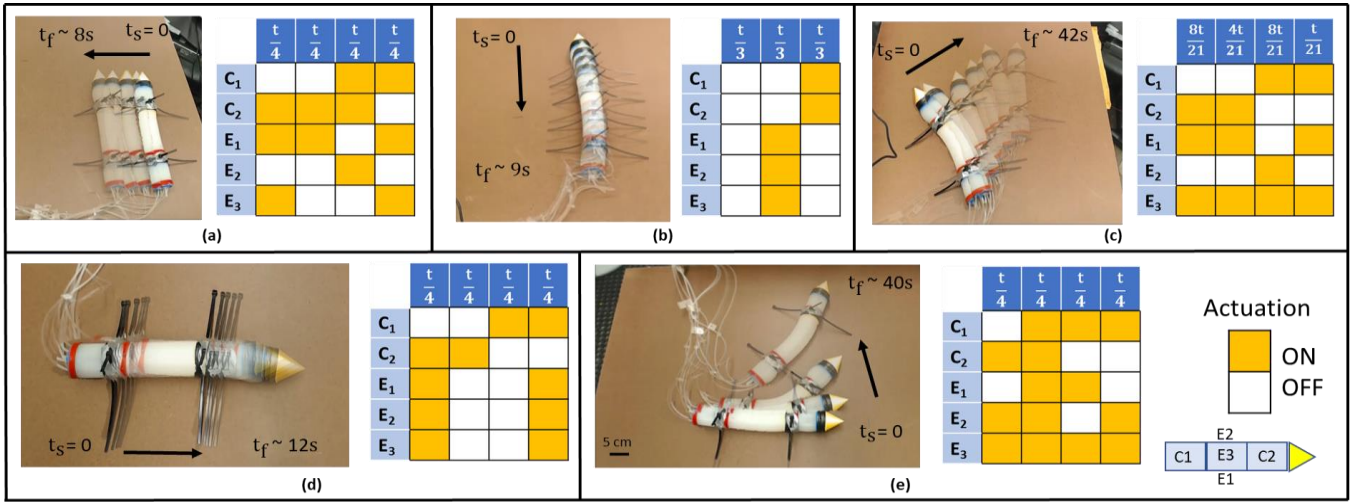 t_f ~ 8s t_s = 0
t/4 t/4 t/4 t/4
C₁
C₂
E₁
E₂
E₃
(a)
t_s = 0
t_f ~ 9s
t/3 t/3 t/3
C₁
C₂
E₁
E₂
E₃
(b)
t_s = 0 t_f ~ 42s
8t/21 4t/21 8t/21 t/21
C₁
C₂
E₁
E₂
E₃
(c)
t_s = 0 t_f ~ 12s
t/4 t/4 t/4 t/4
C₁
C₂
E₁
E₂
E₃
(d)
t_f ~ 40s
t_s = 0
5 cm
t/4 t/4 t/4 t/4
C₁
C₂
E₁
E₂
E₃
(e)
Actuation
ON
OFF
E2
C1 E3 C2
E1